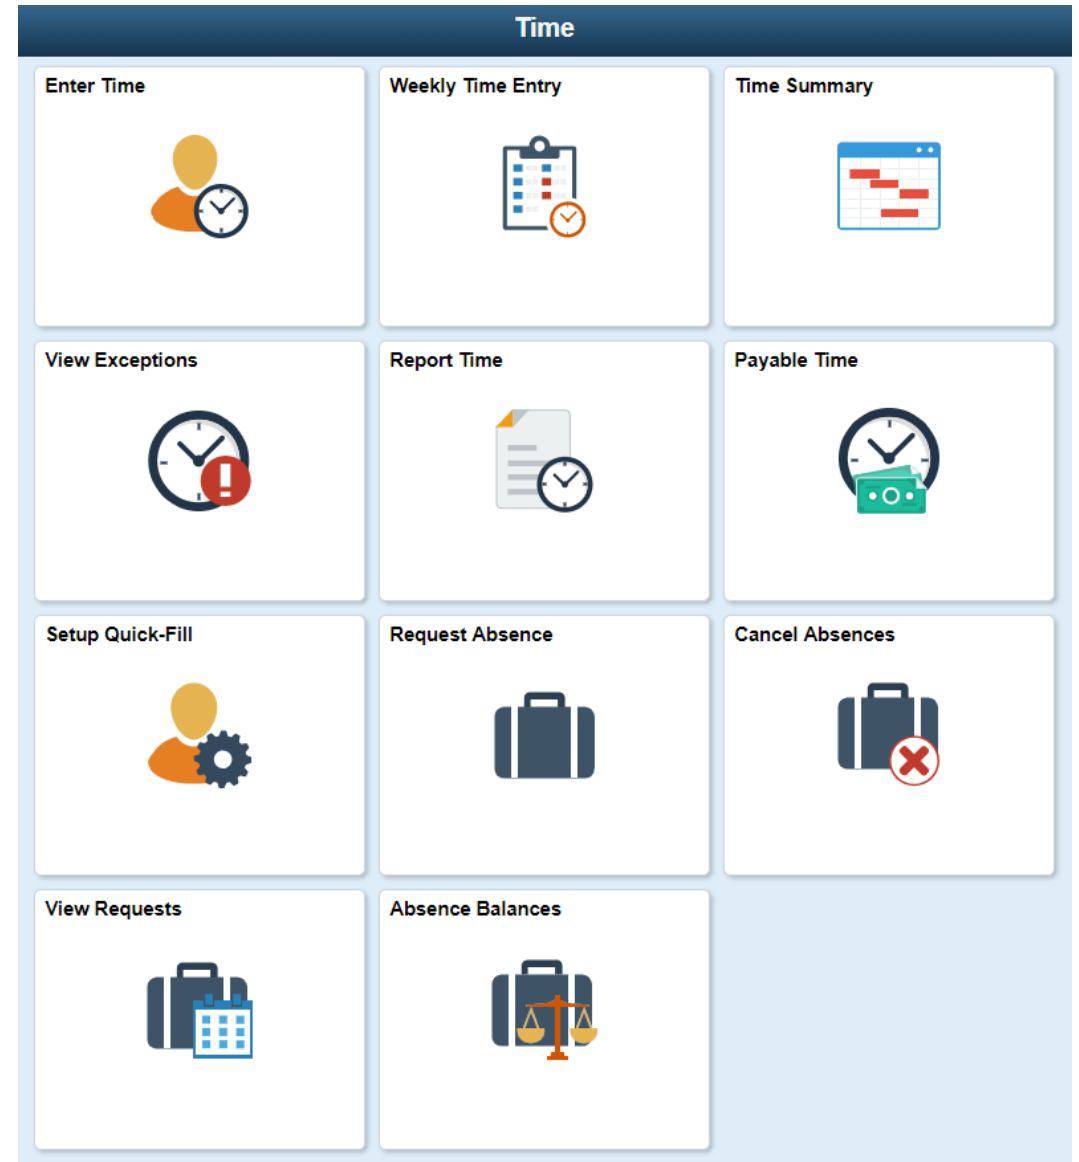 Time
Enter Time
Weekly Time Entry
Time Summary
View Exceptions
Report Time
Payable Time
Setup Quick-Fill
Request Absence
Cancel Absences
View Requests
Absence Balances